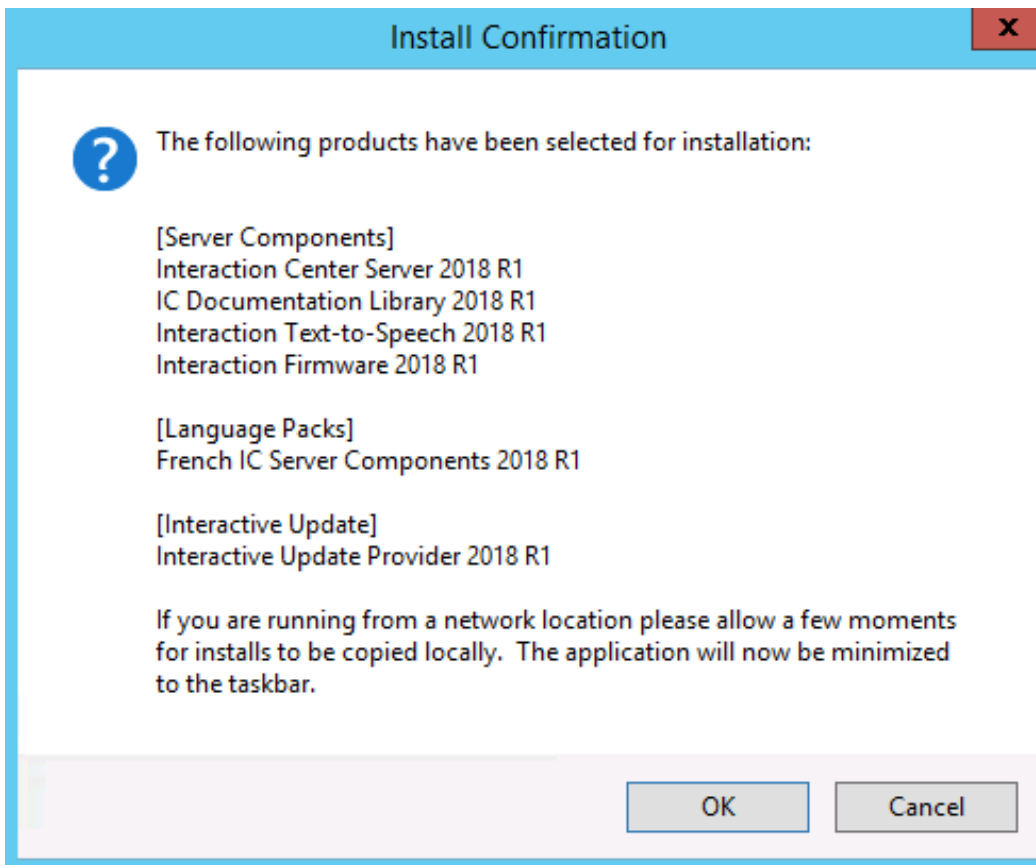 Install Confirmation
x
?
The following products have been selected for installation:
[Server Components]
Interaction Center Server 2018 R1
IC Documentation Library 2018 R1
Interaction Text-to-Speech 2018 R1
Interaction Firmware 2018 R1
[Language Packs]
French IC Server Components 2018 R1
[Interactive Update]
Interactive Update Provider 2018 R1
If you are running from a network location please allow a few moments
for installs to be copied locally.  The application will now be minimized
to the taskbar.
OK
Cancel